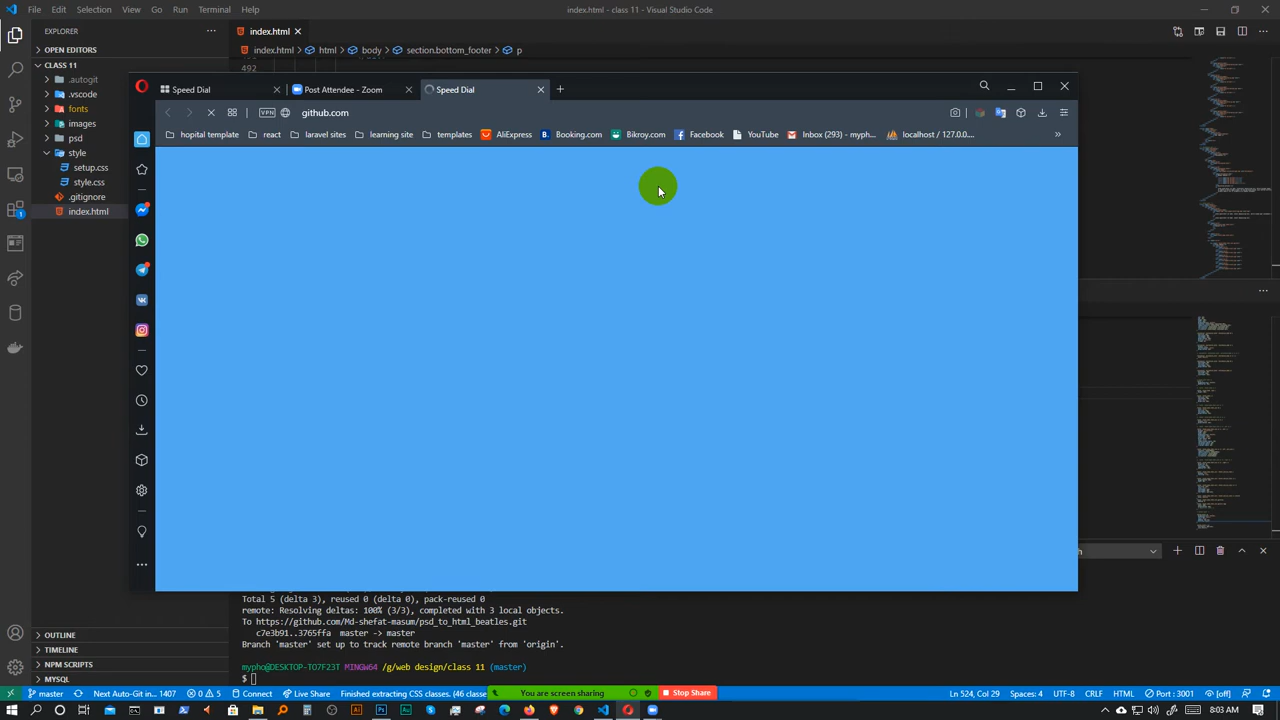 File Edit Selection View Go Run Terminal Help
index.html - class 11 - Visual Studio Code
EXPLORER
index.html
OPEN EDITORS
html body section.bottom_footer p
CLASS 11
492
.autogit
.vscode
fonts
images
psd
style
setup.css
style.css
.gitignore
index.html
Speed Dial
Post Attendee - Zoom
Speed Dial
VPN github.com
hopital template
react
laravel sites
learning site
templates
AliExpress
Booking.com
Bikroy.com
Facebook
YouTube
Inbox (293) - myph...
localhost / 127.0.0....
Total 5 (delta 3), reused 0 (delta 0), pack-reused 0
remote: Resolving deltas: 100% (3/3), completed with 3 local objects.
To https://github.com/Md-shefat-masum/psd_to_html_beatles.git
c7e3b91..3765ffa master -> master
Branch 'master' set up to track remote branch 'master' from 'origin'.
mypho@DESKTOP-TO7F23T MINGW64 /g/web design/class 11 (master)
$
OUTLINE
TIMELINE
NPM SCRIPTS
MYSQL
master
Next Auto-Git in... 1407
0 5
Connect
Live Share
Finished extracting CSS classes. (46 classe
You are screen sharing
Stop Share
Ln 524, Col 29
Spaces: 4
UTF-8
CRLF
HTML
Port : 3001
[off]
8:03 AM